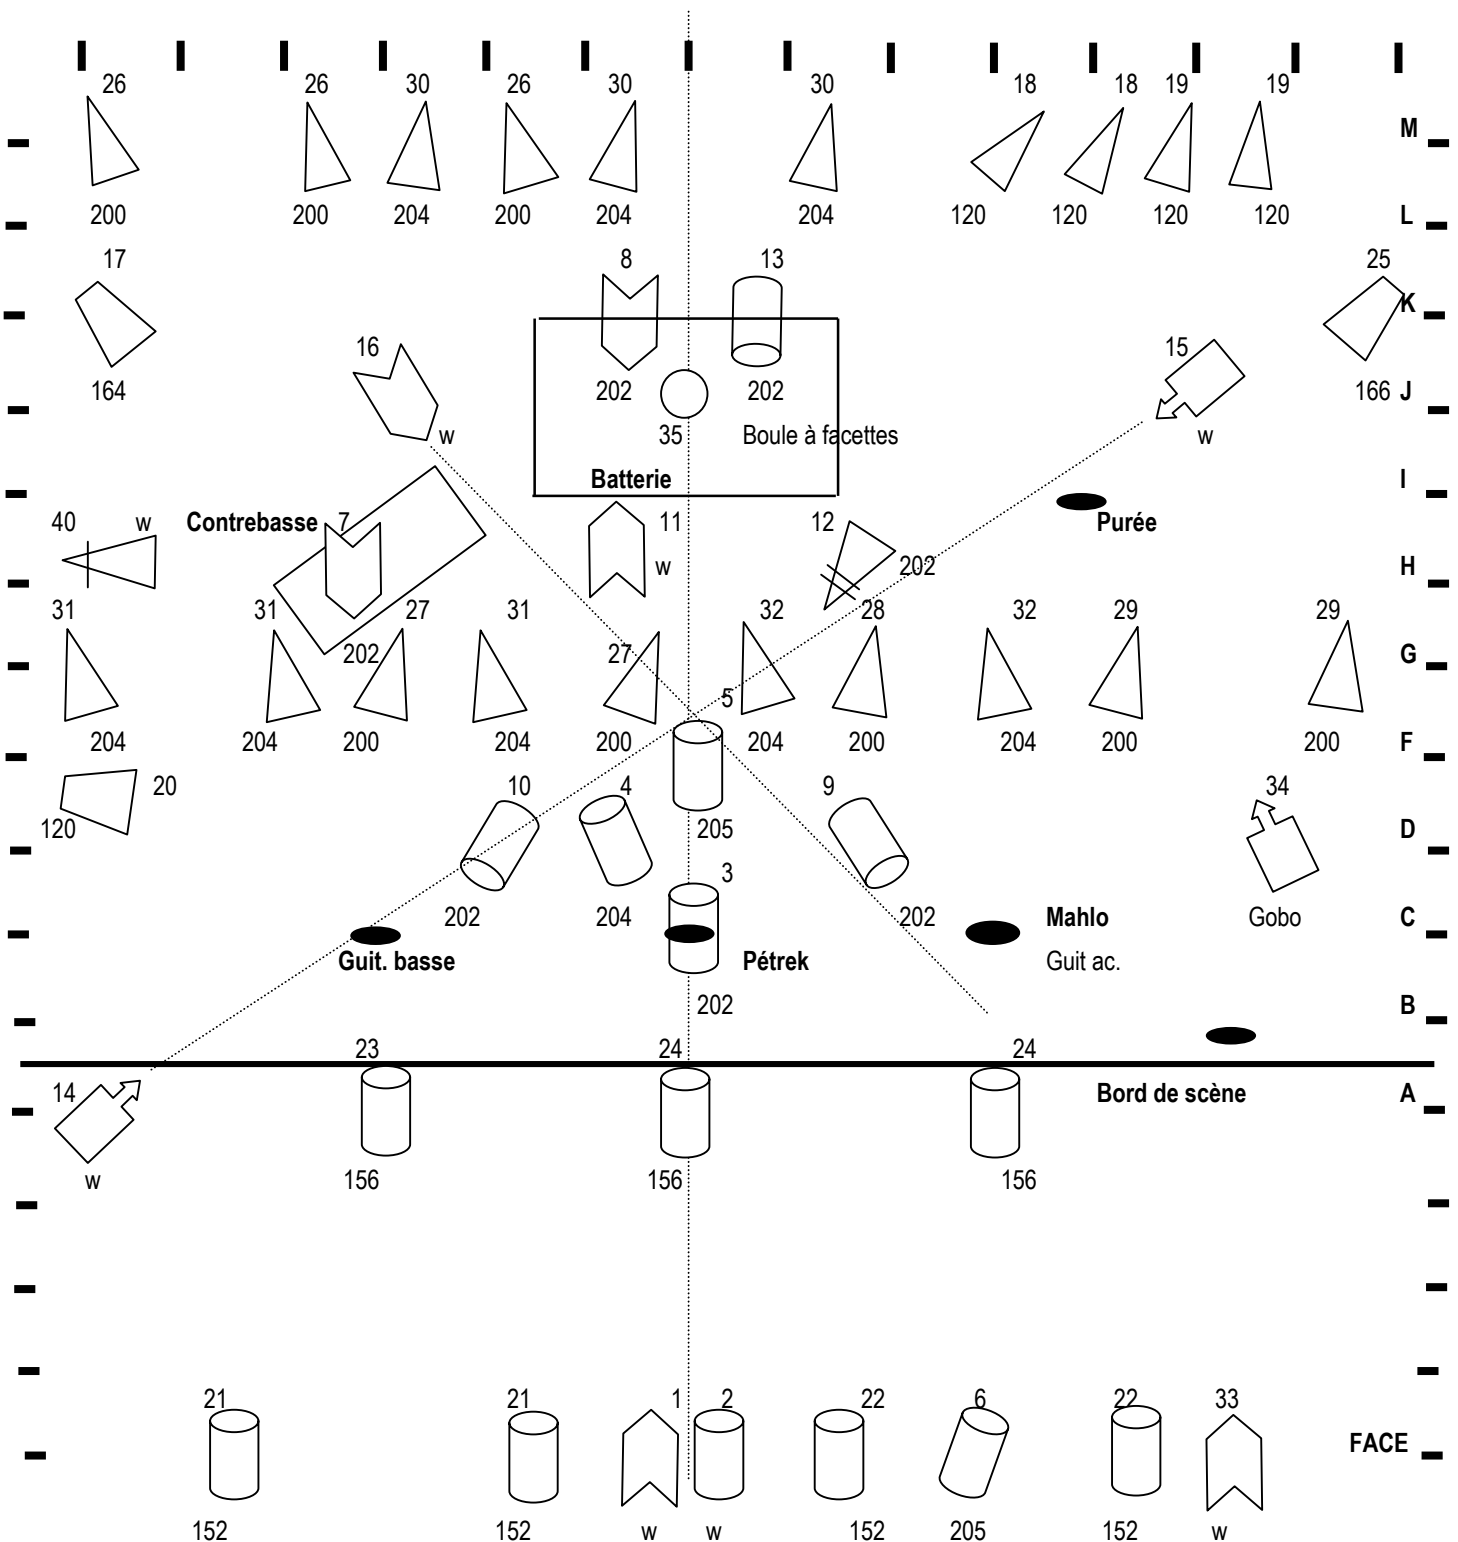 26 26 30 26 30 30 18 18 19 19
M
200 200 204 200 204 204 120 120 120 120 L
17 8 13 25
K
16 15
164 202 202 166 J
w 35 Boule à facettes w
Batterie I
40 w Contrebasse 7 11 12 Purée
w 202 H
31 31 27 31 32 28 32 29 29
202 27 G
5
204 204 200 204 200 204 200 204 200 200 F
20 10 4 9 34
120 205 D
3
202 204 202 Mahlo Gobo C
Guit. basse Pétrek Guit ac.
202 B
23 24 24
14 Bord de scène A
w 156 156 156
21 21 1 2 22 6 22 33
FACE
152 152 w w 152 205 152 w